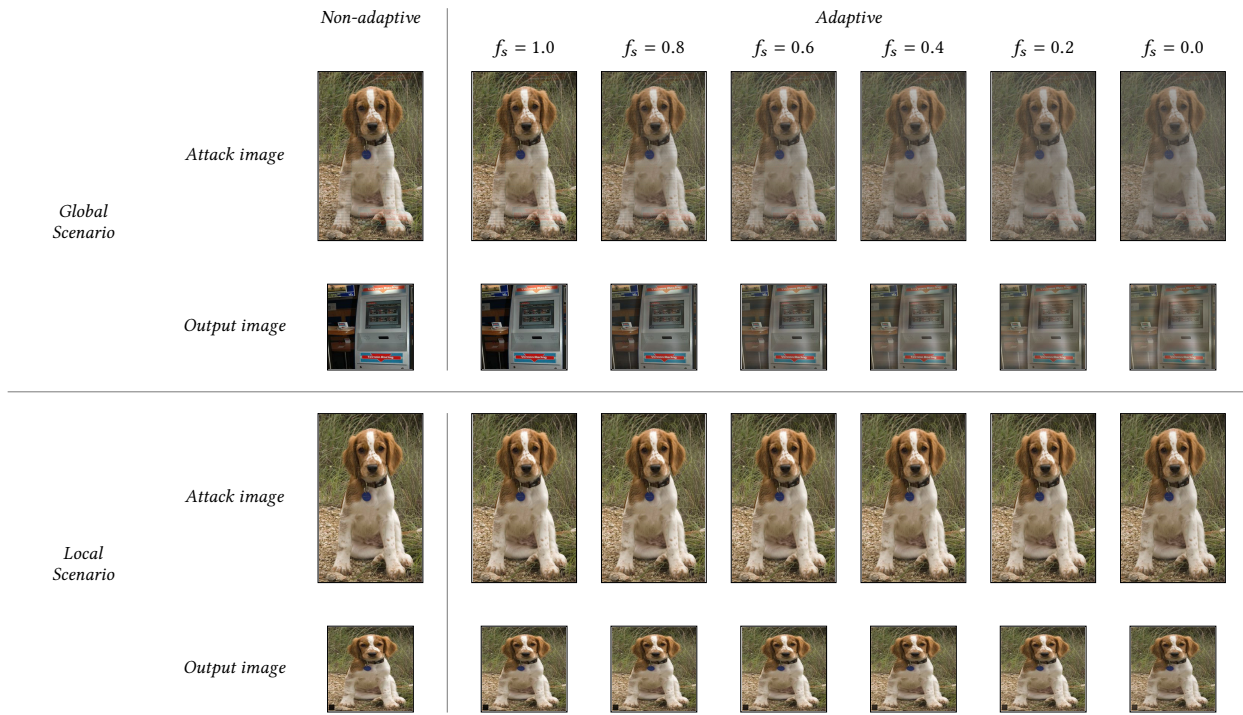 Non-adaptive
Adaptive
f_s = 1.0
f_s = 0.8
f_s = 0.6
f_s = 0.4
f_s = 0.2
f_s = 0.0
Global
Scenario
Attack image
Output image
Local
Scenario
Attack image
Output image